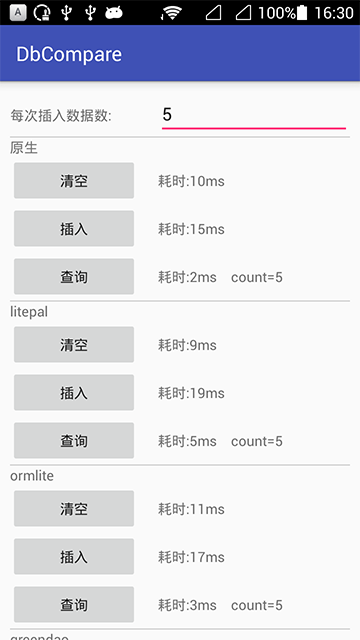 A 100% 16:30
DbCompare
每次插入数据数: 5
原生
清空 耗时:10ms
插入 耗时:15ms
查询 耗时:2ms count=5
litepal
清空 耗时:9ms
插入 耗时:19ms
查询 耗时:5ms count=5
ormlite
清空 耗时:11ms
插入 耗时:17ms
查询 耗时:3ms count=5
greendao